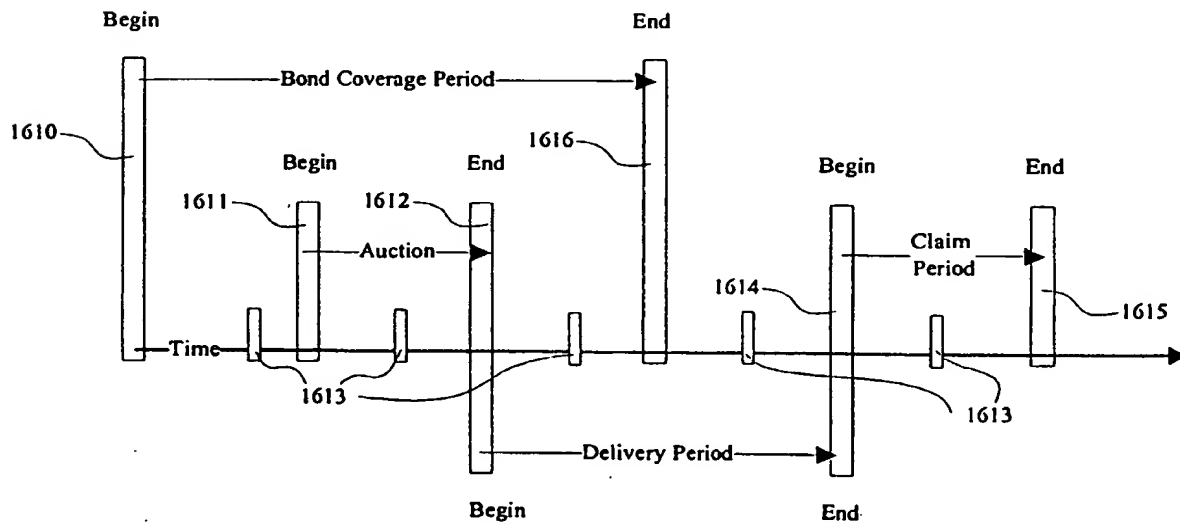 Begin
End
Bond Coverage Period
1610
1616
Begin
End
Begin
End
1611
1612
Auction
Claim
Period
1614
1615
Time
1613
1613
Delivery Period
Begin
End